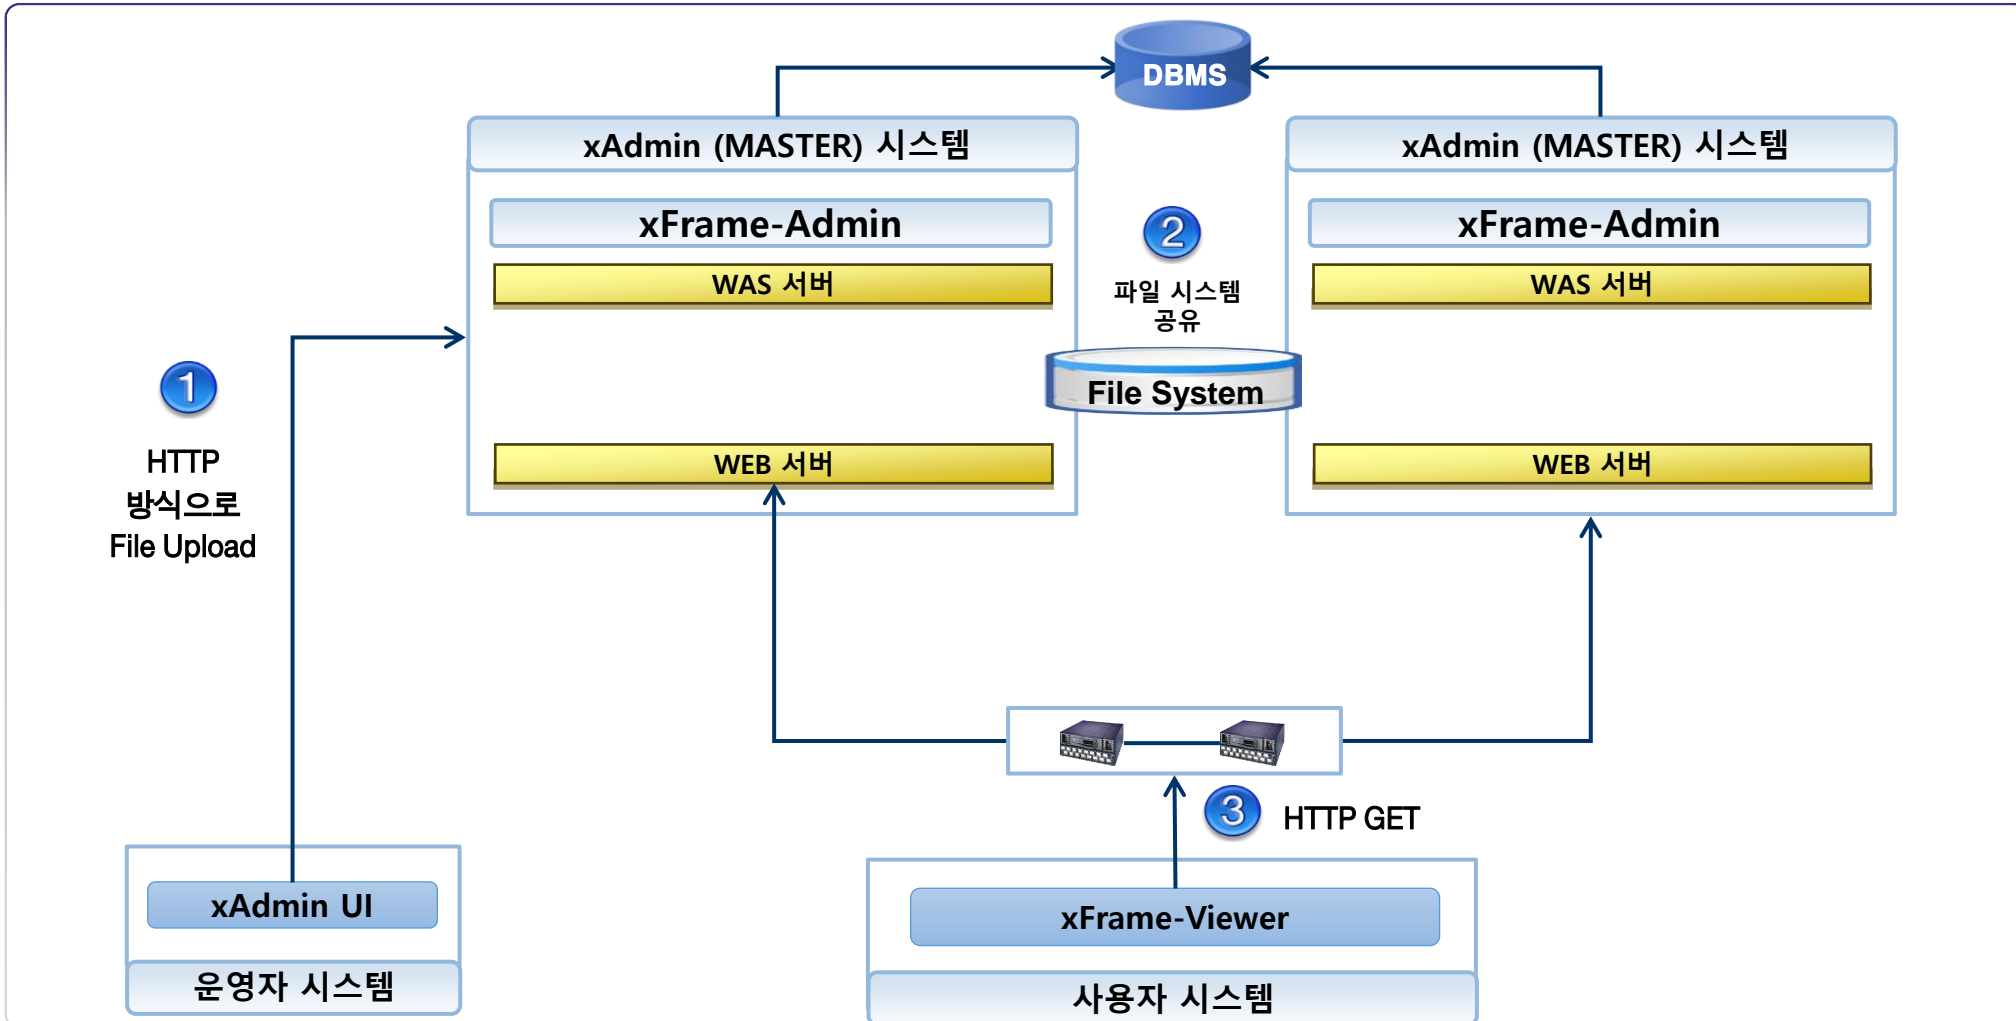 DBMS
xAdmin (MASTER) 시스템
xAdmin (MASTER) 시스템
xFrame-Admin
xFrame-Admin
2
WAS 서버
파일 시스템
공유
WAS 서버
1
File System
HTTP
방식으로
File Upload
WEB 서버
WEB 서버
3
HTTP GET
xAdmin UI
xFrame-Viewer
운영자 시스템
사용자 시스템